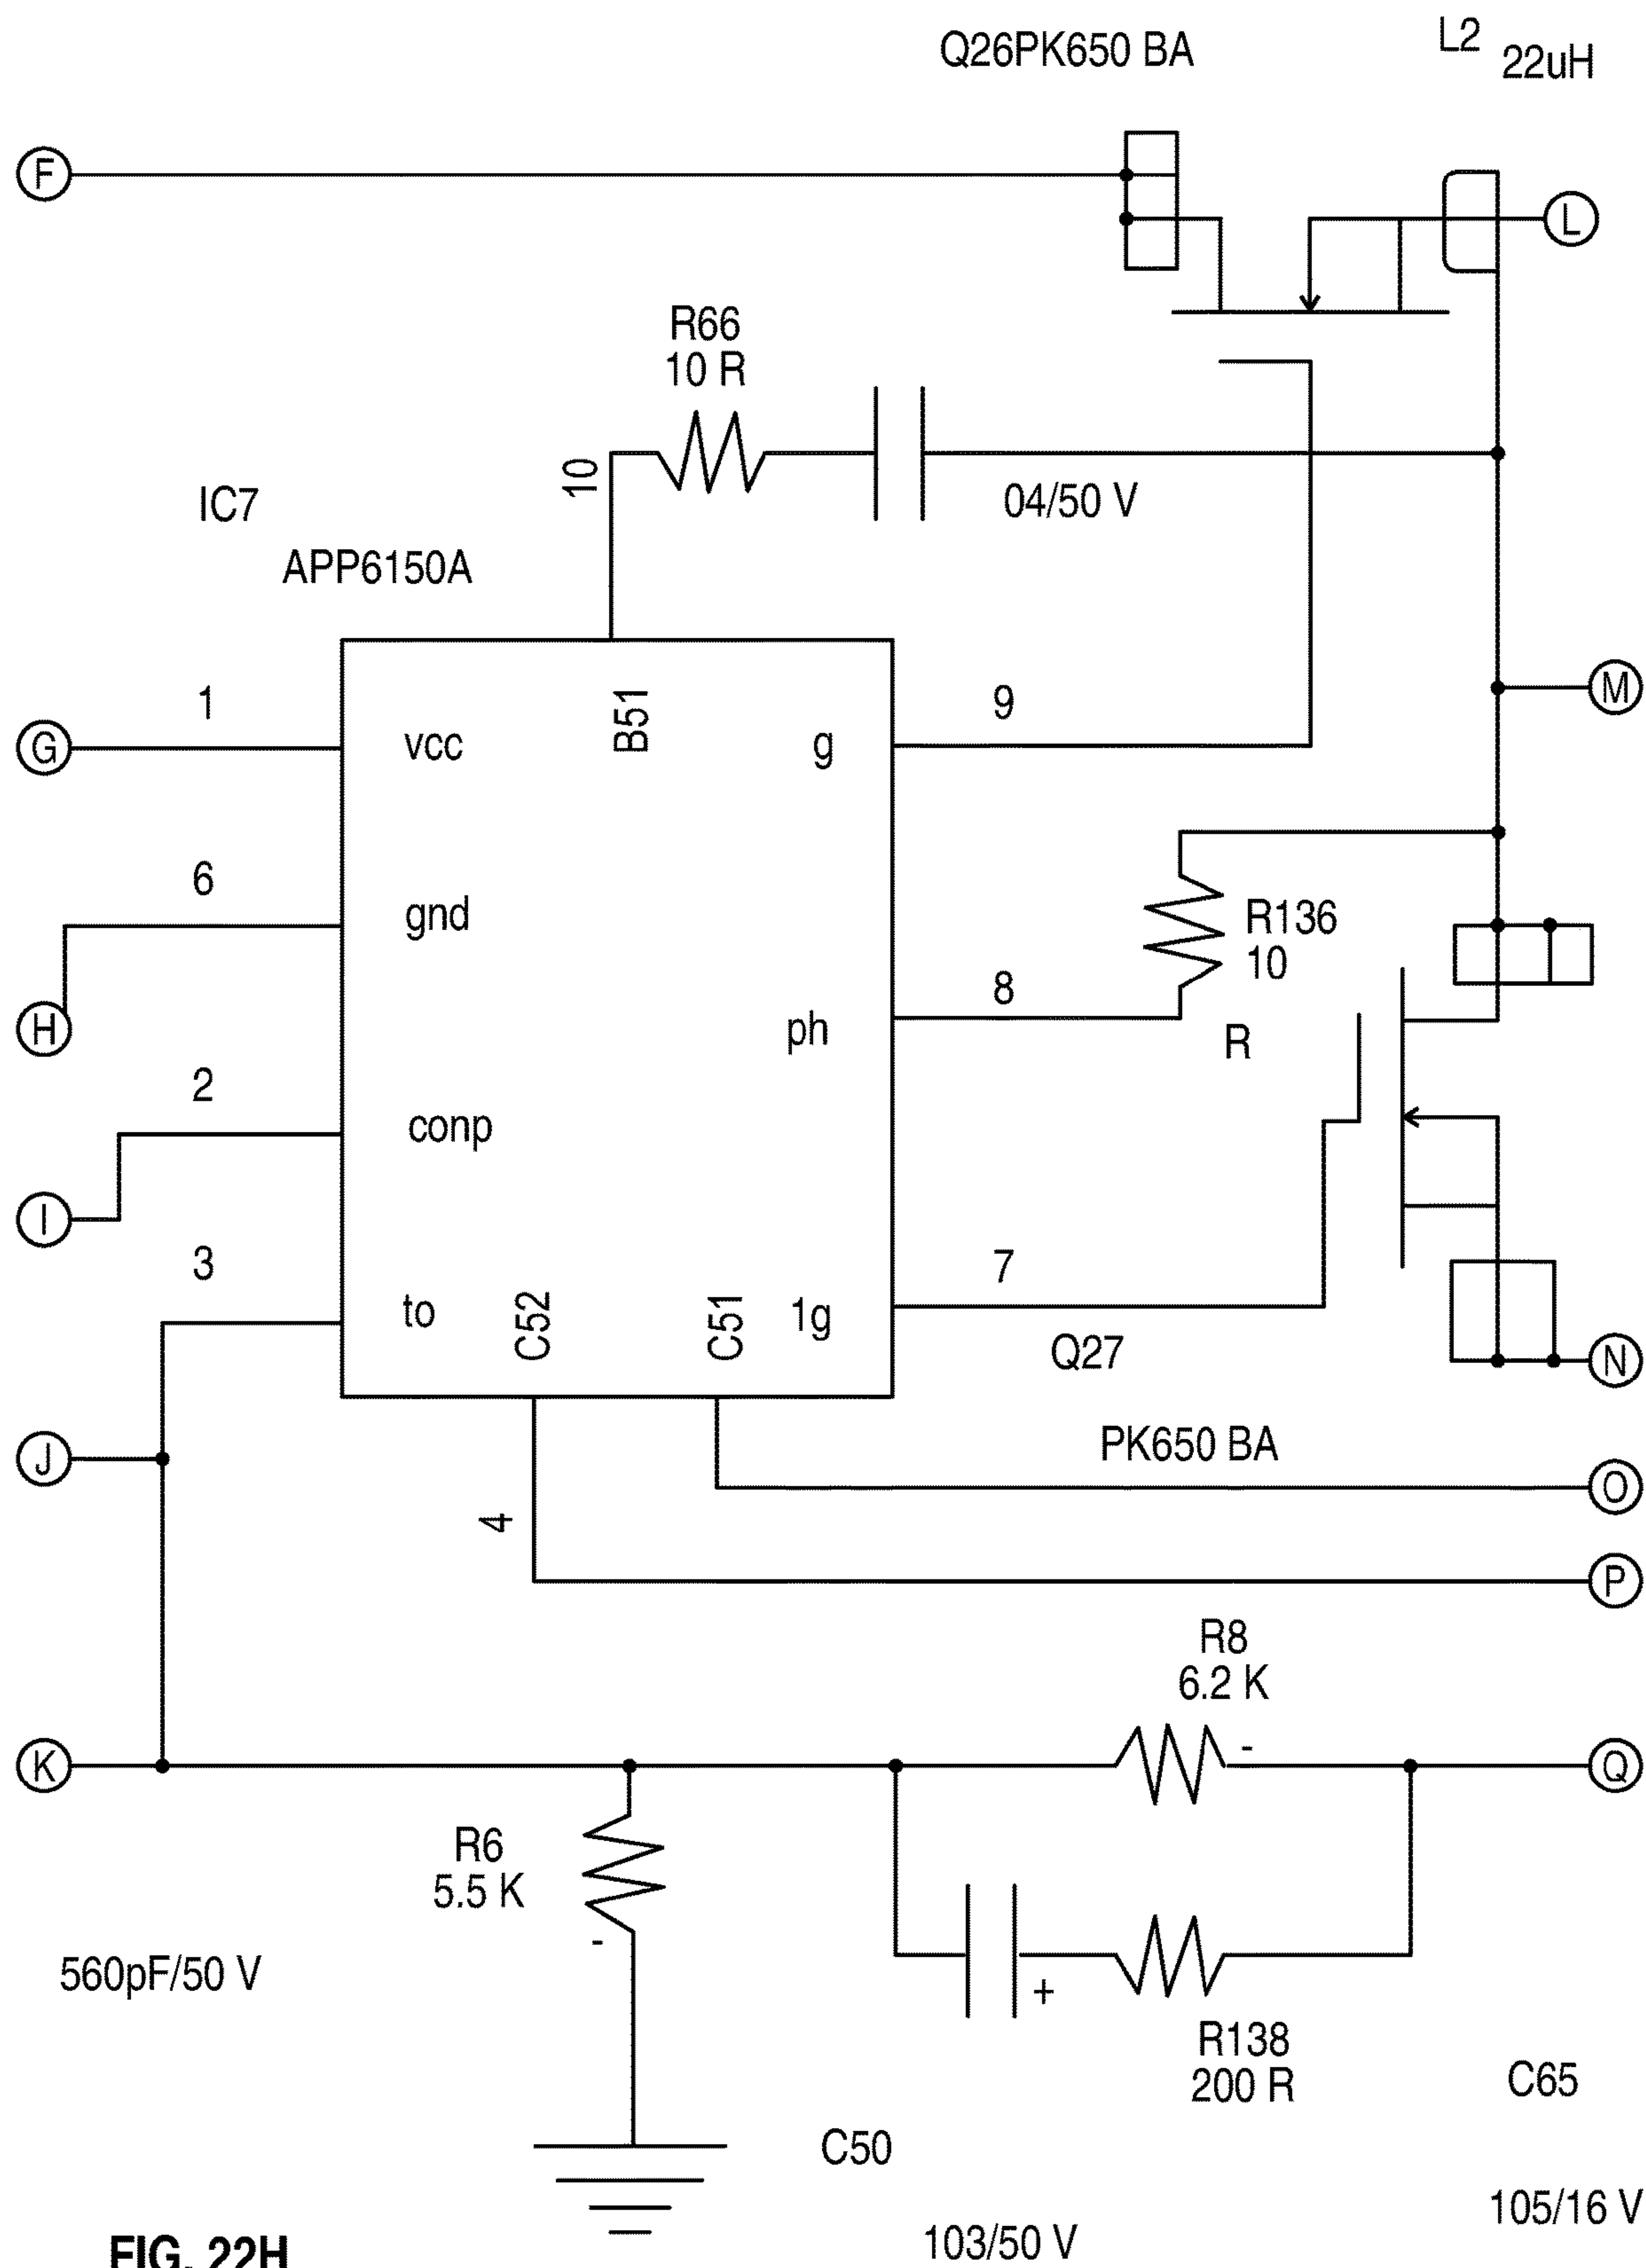 Q26PK650 BA
L2
22uH
F
L
R66
10 R
10
04/50 V
IC7
APP6150A
1
vcc
B51
g
9
G
M
6
gnd
R136
10
8
ph
R
H
2
conp
I
3
to
C52
C51
1g
7
Q27
N
J
PK650 BA
O
4
P
R8
6.2 K
-
K
Q
R6
5.5 K
-
560pF/50 V
+
R138
200 R
C65
C50
105/16 V
103/50 V
FIG. 22H